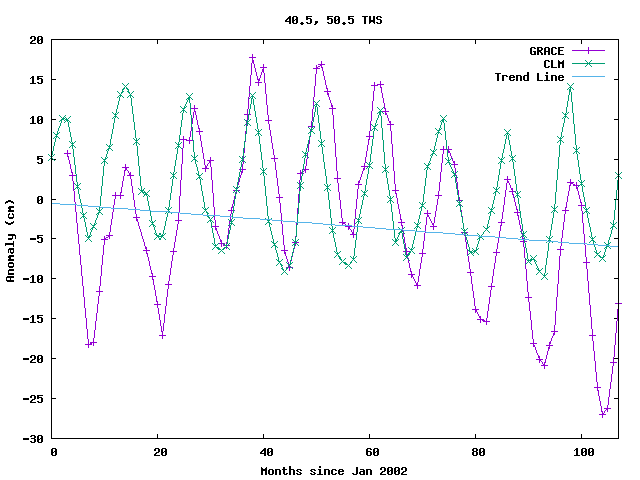 40.5, 50.5 TWS
GRACE
CLM
Trend Line
20
15
10
5
0
-5
-10
-15
-20
-25
-30
Anomaly (cm)
0 20 40 60 80 100
Months since Jan 2002